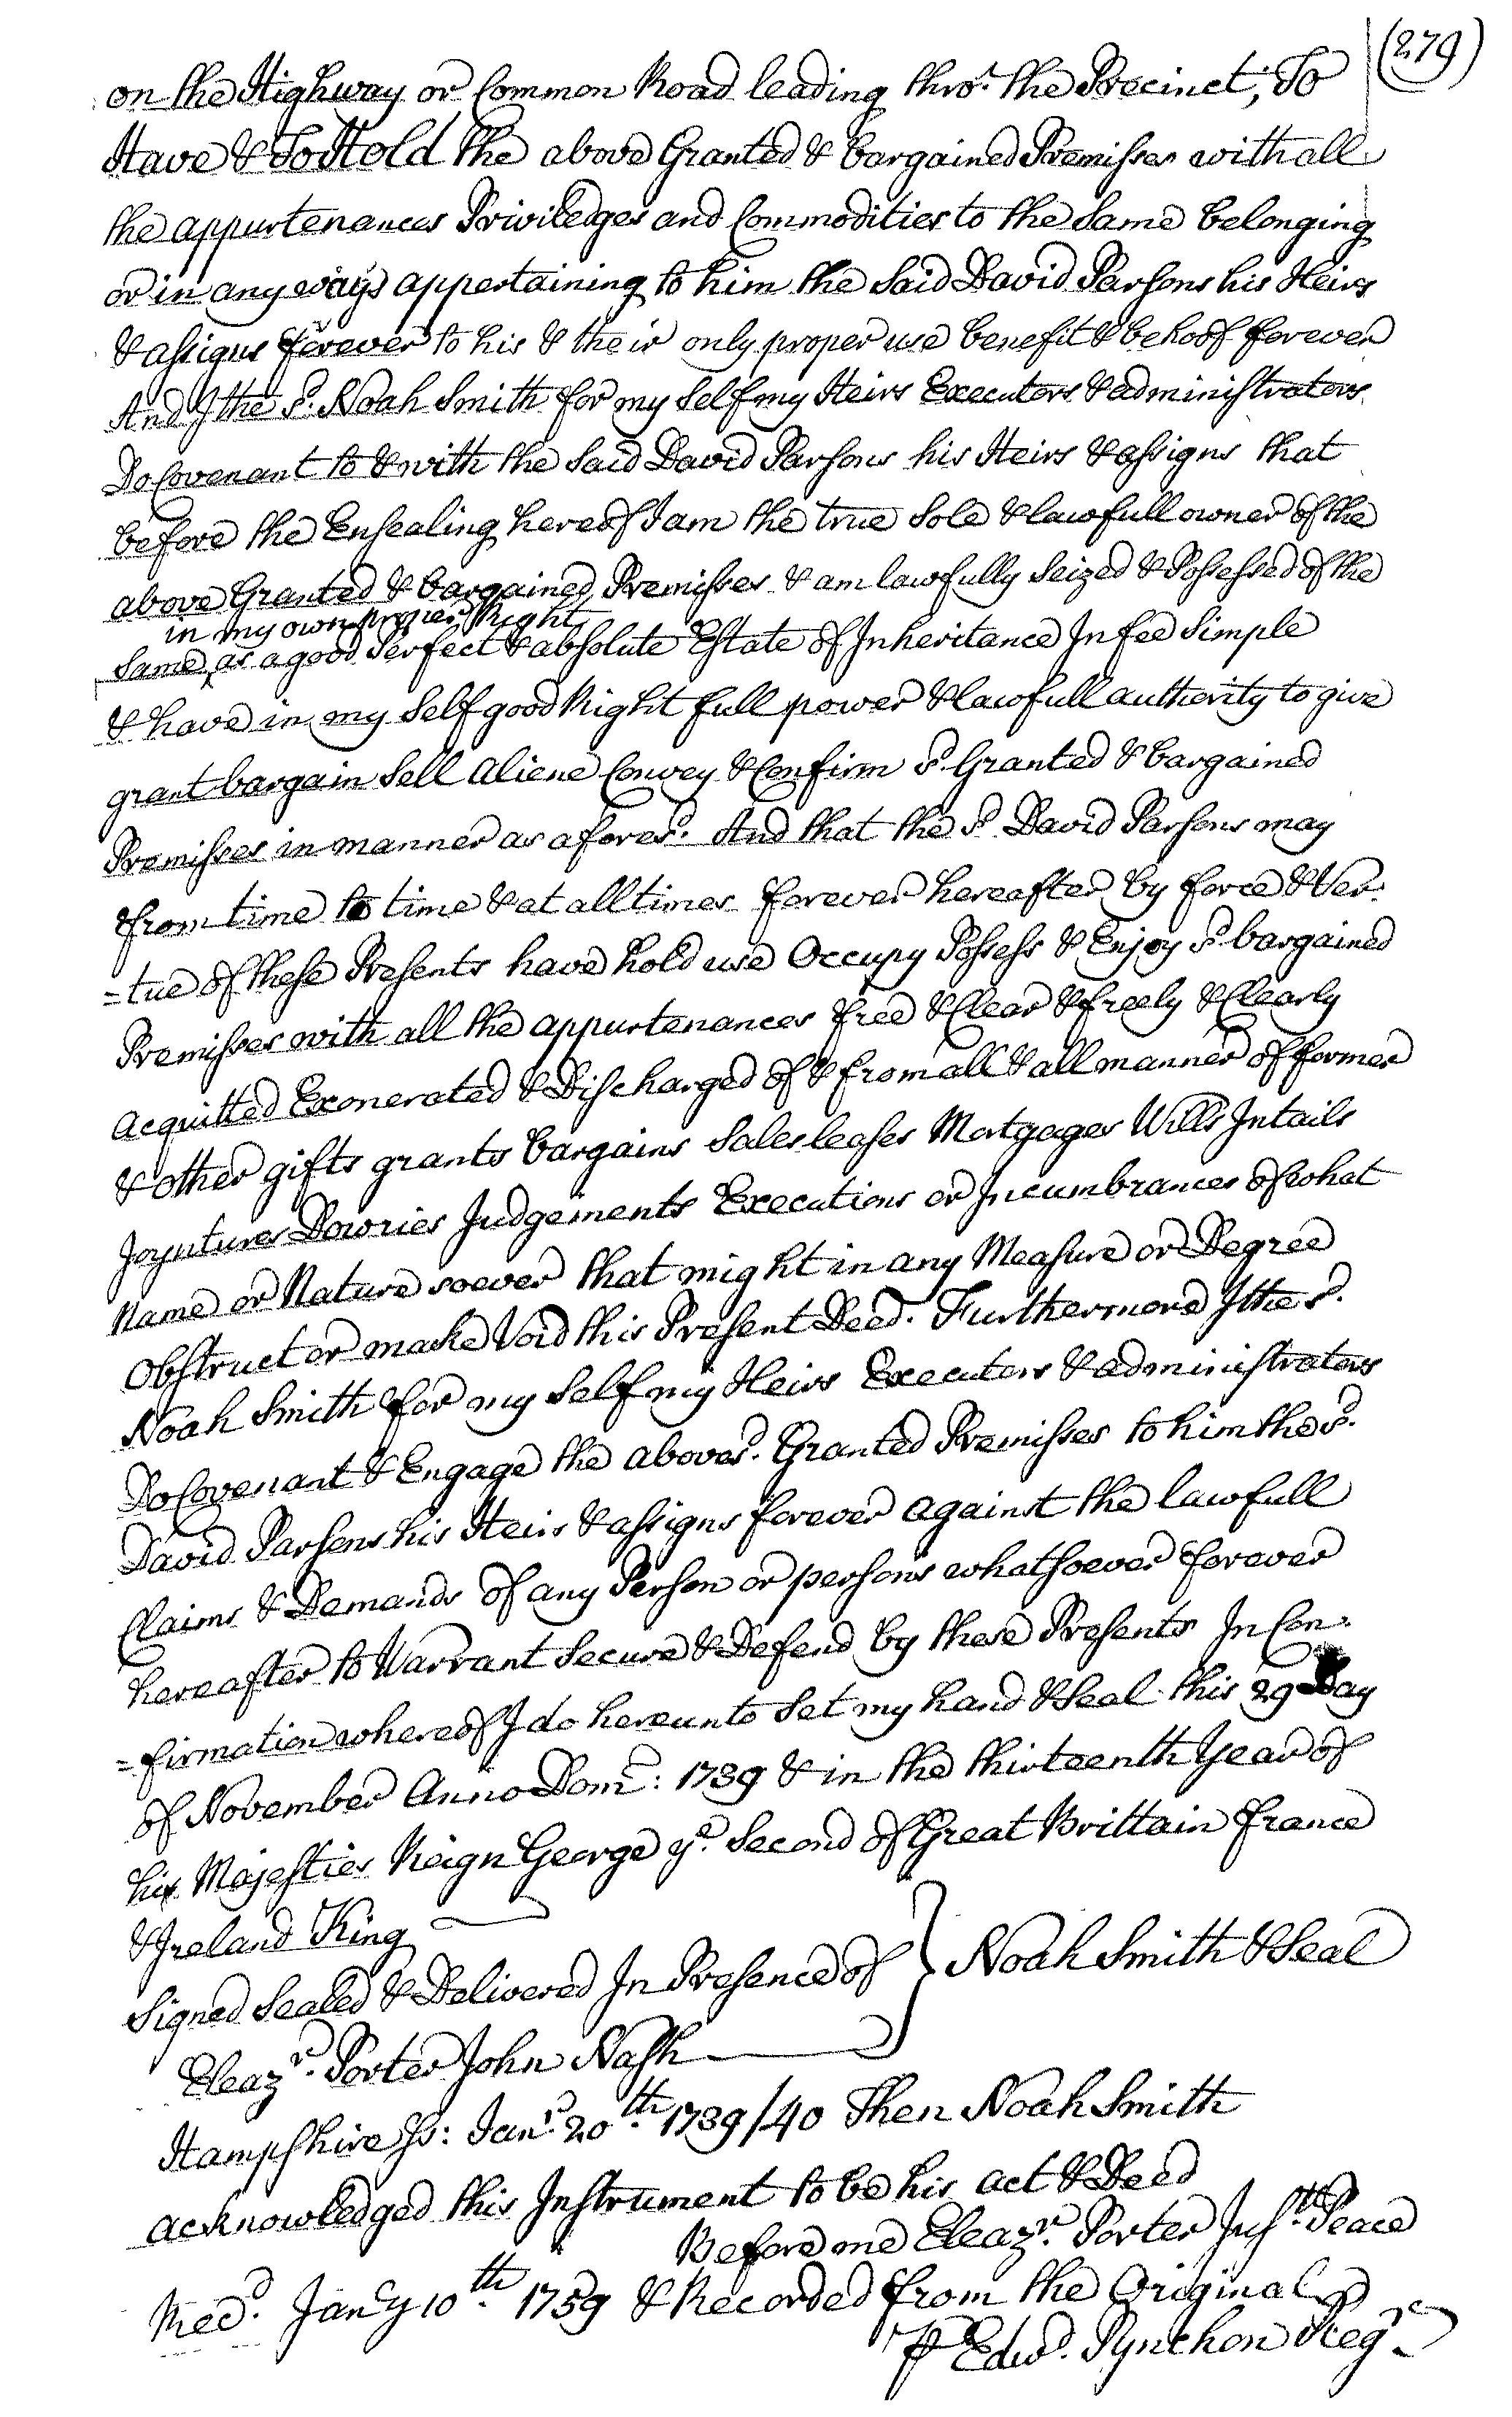 (279)
on the Highway or Common Road leading thro. the Precinct; To
Have & To Hold the above Granted & bargained Premisses with all
the appurtenances Priviledges and Commodities to the Same belonging
or in any ways appertaining to him the Said David Parsons his Heirs
& assigns forever to his & their only proper use benefit & behoof forever
And I the sd. Noah Smith for my Self my Heirs Executors & administrators
Do Covenant to & with the Said David Parsons his Heirs & assigns that
before the Ensealing hereof I am the true Sole & lawfull owner of the
above Granted & bargained Premisses & am lawfully Seized & Possessed of the
in my own proper Right
Same ^ as a good Perfect & absolute Estate of Inheritance In fee Simple
& have in my Self good Right full power & lawfull authority to give
grant bargain Sell Aliene Convey & Confirm sd. Granted & bargained
Premisses in manner as afores.d And that the sd. David Parsons may
from time to time & at all times forever hereafter by force & Ver-
=tue of these Presents have hold use Occupy Possess & Enjoy sd. bargained
Premisses with all the appurtenances free & Clear & freely & Clearly
Acquitted Exonerated & Discharged of & from all & all manner of former
& other gifts grants bargains Sales leases Mortgages Wills Intails
Joyntures Dowries Judgements Executions or Incumbrances of what
Name or Nature soever that might in any Measure or Degree
Obstruct or make Void this Present Deed. Furthermore I the sd.
Noah Smith for my Self my Heirs Executors & administrators
Do Covenant & Engage the aboves.d Granted Premisses to him the sd.
David Parsons his Heirs & assigns forever against the lawfull
Claims & Demands of any Person or persons whatsoever forever
hereafter to Warrant Secure & Defend by these Presents In Con-
=firmation whereof I do hereunto Set my hand & Seal this 29 Day
of November Anno Dom: 1739 & in the thirteenth Year of
his Majesties Reign George ye. Second of Great Brittain France
& Ireland King
Signed Sealed & Delivered In Presence of } Noah Smith & Seal
Eleazr. Porter John Nash
Hampshire ss: Janr. 20th. 1739/40 Then Noah Smith
acknowledged this Instrument to be his act & Deed
Before me Eleazr. Porter Just. Peace
Recd. Jany 10th. 1759 & Recorded from the Original
⅌ Edwd. Pynchon Regr.